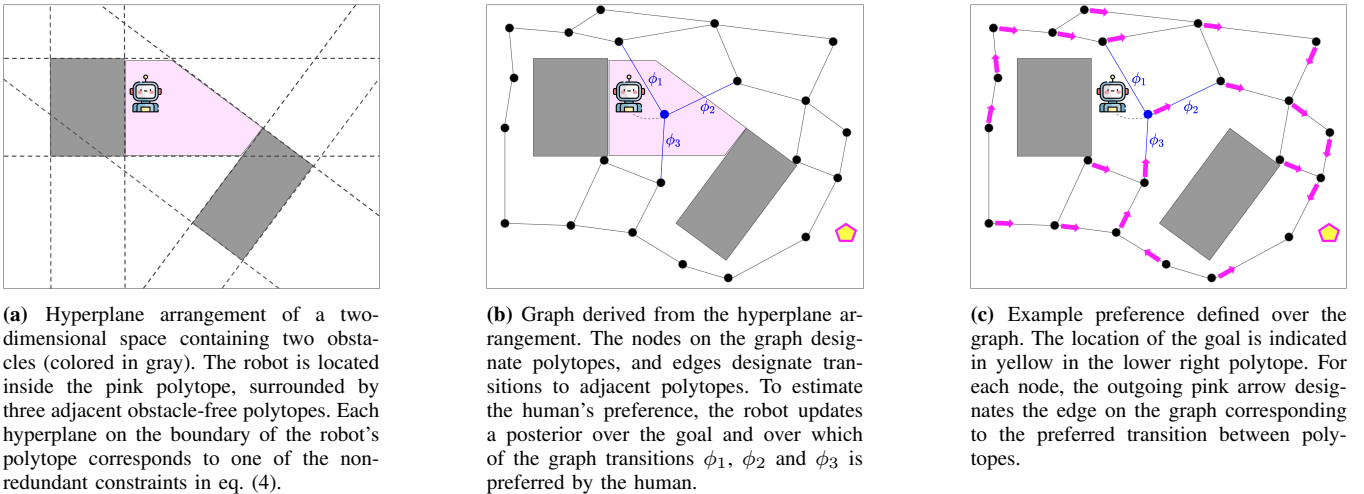 ϕ₁
ϕ₂
ϕ₃
ϕ₁
ϕ₂
ϕ₃
(a) Hyperplane arrangement of a two-
dimensional space containing two obsta-
cles (colored in gray). The robot is located
inside the pink polytope, surrounded by
three adjacent obstacle-free polytopes. Each
hyperplane on the boundary of the robot's
polytope corresponds to one of the non-
redundant constraints in eq. (4).
(b) Graph derived from the hyperplane ar-
rangement. The nodes on the graph desig-
nate polytopes, and edges designate tran-
sitions to adjacent polytopes. To estimate
the human's preference, the robot updates
a posterior over the goal and over which
of the graph transitions ϕ₁, ϕ₂ and ϕ₃ is
preferred by the human.
(c) Example preference defined over the
graph. The location of the goal is indicated
in yellow in the lower right polytope. For
each node, the outgoing pink arrow desig-
nates the edge on the graph corresponding
to the preferred transition between poly-
topes.